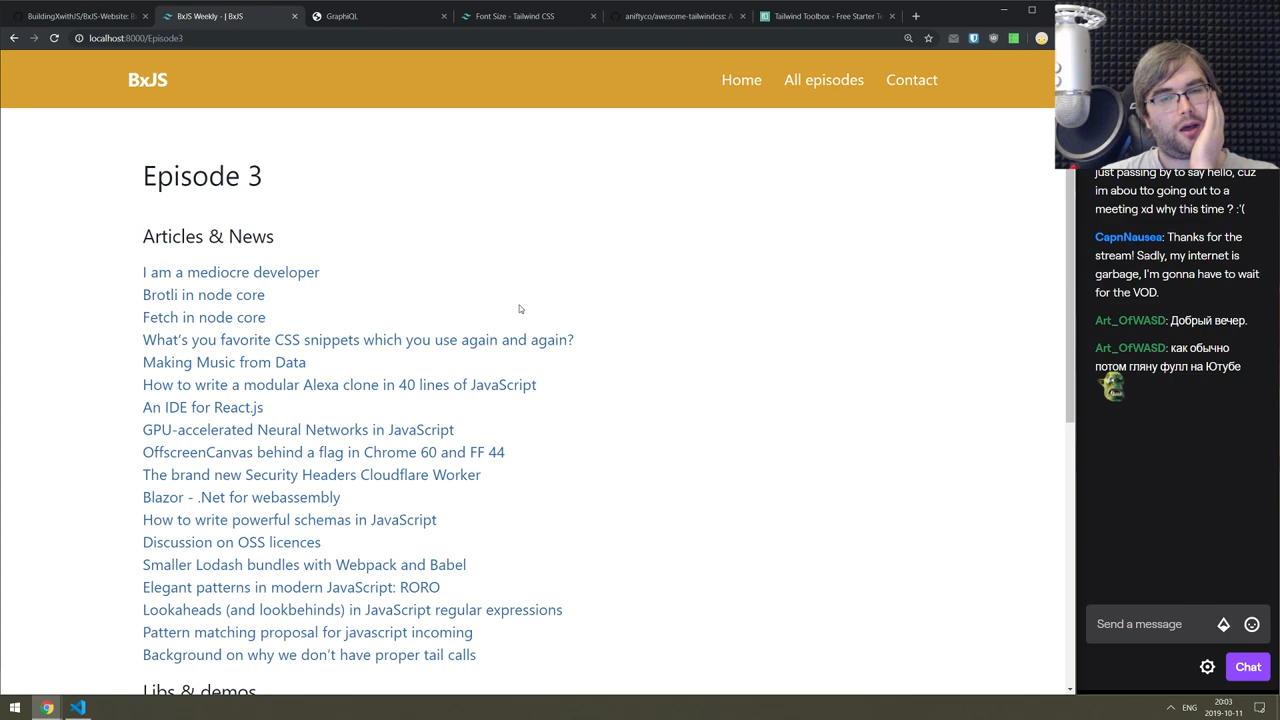 BuildingXwithJS/BxJS-Website: B
BxJS Weekly - | BxJS
GraphiQL
Font Size - Tailwind CSS
aniftyco/awesome-tailwindcss: A
Tailwind Toolbox - Free Starter Te
localhost:8000/Episode3
BxJS
Home
All episodes
Contact
Episode 3
Articles & News
I am a mediocre developer
Brotli in node core
Fetch in node core
What's you favorite CSS snippets which you use again and again?
Making Music from Data
How to write a modular Alexa clone in 40 lines of JavaScript
An IDE for React.js
GPU-accelerated Neural Networks in JavaScript
OffscreenCanvas behind a flag in Chrome 60 and FF 44
The brand new Security Headers Cloudflare Worker
Blazor - .Net for webassembly
How to write powerful schemas in JavaScript
Discussion on OSS licences
Smaller Lodash bundles with Webpack and Babel
Elegant patterns in modern JavaScript: RORO
Lookaheads (and lookbehinds) in JavaScript regular expressions
Pattern matching proposal for javascript incoming
Background on why we don't have proper tail calls
Libs & demos
just passing by to say hello, cuz
im abou tto going out to a
meeting xd why this time ? :'(
CapnNausea: Thanks for the
stream! Sadly, my internet is
garbage, I'm gonna have to wait
for the VOD.
Art_OfWASD: Добрый вечер.
Art_OfWASD: как обычно
потом гляну фулл на Ютубе
Send a message
Chat
ENG
20:03
2019-10-11